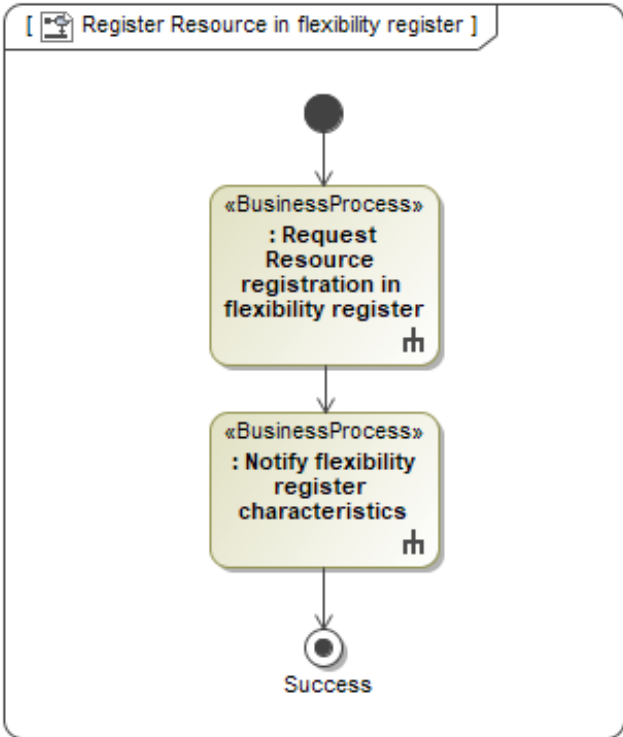 [ Register Resource in flexibility register ]
«BusinessProcess»
: Request
Resource
registration in
flexibility register
«BusinessProcess»
: Notify flexibility
register
characteristics
Success